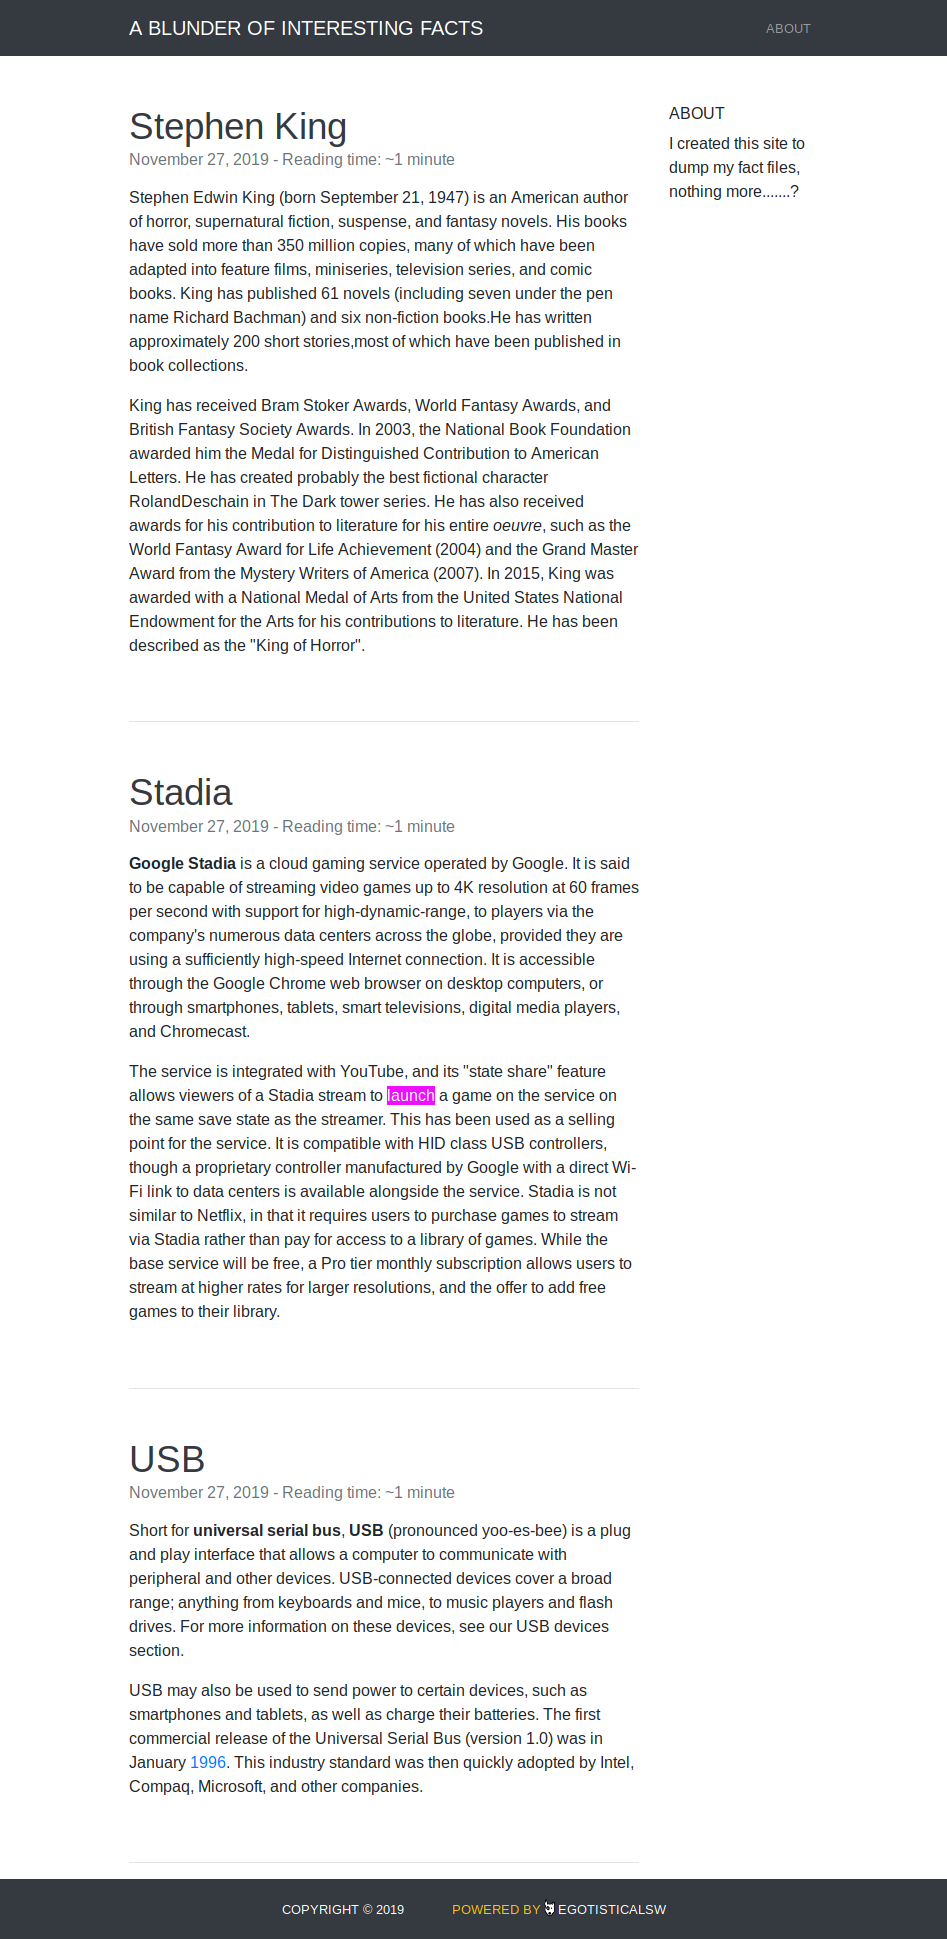 A BLUNDER OF INTERESTING FACTS
ABOUT
Stephen King
November 27, 2019 - Reading time: ~1 minute
Stephen Edwin King (born September 21, 1947) is an American author
of horror, supernatural fiction, suspense, and fantasy novels. His books
have sold more than 350 million copies, many of which have been
adapted into feature films, miniseries, television series, and comic
books. King has published 61 novels (including seven under the pen
name Richard Bachman) and six non-fiction books.He has written
approximately 200 short stories,most of which have been published in
book collections.
King has received Bram Stoker Awards, World Fantasy Awards, and
British Fantasy Society Awards. In 2003, the National Book Foundation
awarded him the Medal for Distinguished Contribution to American
Letters. He has created probably the best fictional character
RolandDeschain in The Dark tower series. He has also received
awards for his contribution to literature for his entire oeuvre, such as the
World Fantasy Award for Life Achievement (2004) and the Grand Master
Award from the Mystery Writers of America (2007). In 2015, King was
awarded with a National Medal of Arts from the United States National
Endowment for the Arts for his contributions to literature. He has been
described as the "King of Horror".
ABOUT
I created this site to
dump my fact files,
nothing more.......?
Stadia
November 27, 2019 - Reading time: ~1 minute
Google Stadia is a cloud gaming service operated by Google. It is said
to be capable of streaming video games up to 4K resolution at 60 frames
per second with support for high-dynamic-range, to players via the
company's numerous data centers across the globe, provided they are
using a sufficiently high-speed Internet connection. It is accessible
through the Google Chrome web browser on desktop computers, or
through smartphones, tablets, smart televisions, digital media players,
and Chromecast.
The service is integrated with YouTube, and its "state share" feature
allows viewers of a Stadia stream to launch a game on the service on
the same save state as the streamer. This has been used as a selling
point for the service. It is compatible with HID class USB controllers,
though a proprietary controller manufactured by Google with a direct Wi-
Fi link to data centers is available alongside the service. Stadia is not
similar to Netflix, in that it requires users to purchase games to stream
via Stadia rather than pay for access to a library of games. While the
base service will be free, a Pro tier monthly subscription allows users to
stream at higher rates for larger resolutions, and the offer to add free
games to their library.
USB
November 27, 2019 - Reading time: ~1 minute
Short for universal serial bus, USB (pronounced yoo-es-bee) is a plug
and play interface that allows a computer to communicate with
peripheral and other devices. USB-connected devices cover a broad
range; anything from keyboards and mice, to music players and flash
drives. For more information on these devices, see our USB devices
section.
USB may also be used to send power to certain devices, such as
smartphones and tablets, as well as charge their batteries. The first
commercial release of the Universal Serial Bus (version 1.0) was in
January 1996. This industry standard was then quickly adopted by Intel,
Compaq, Microsoft, and other companies.
COPYRIGHT © 2019
POWERED BY EGOTISTICALSW